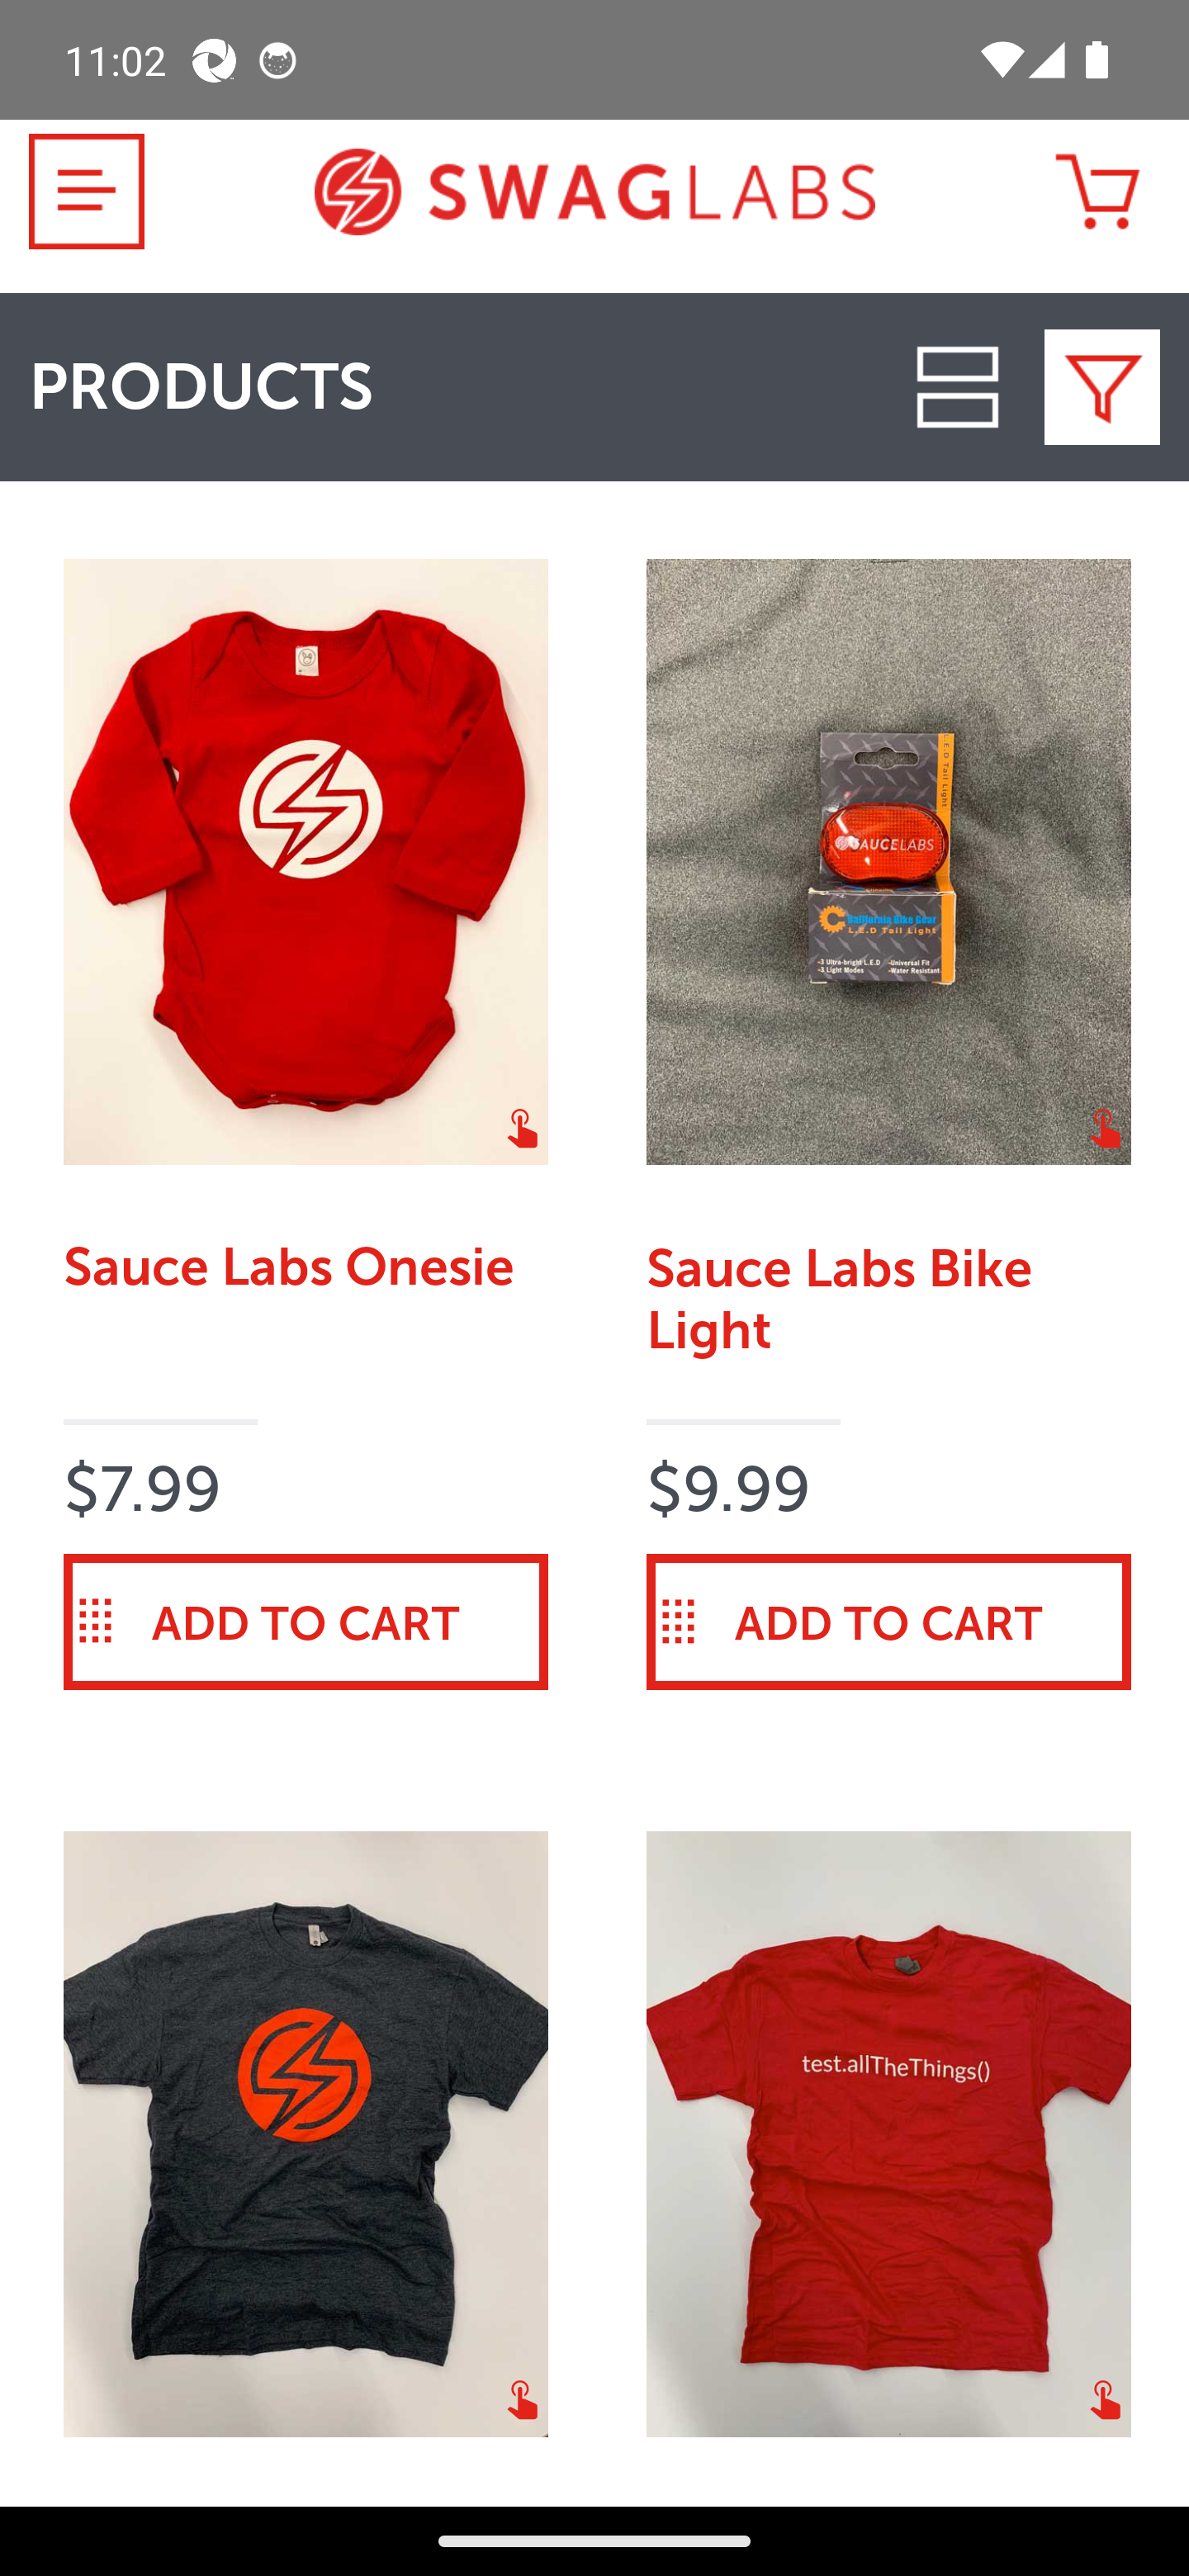 11:02
SWAGLABS
PRODUCTS
L.E.D Tail Light
SAUCELABS
California Bike Gear
L.E.D Tail Light
-3 Ultra-bright L.E.D -Universal Fit
-3 Light Modes -Water Resistant
Sauce Labs Onesie
Sauce Labs Bike
Light
$7.99
$9.99
ADD TO CART
ADD TO CART
test.allTheThings()